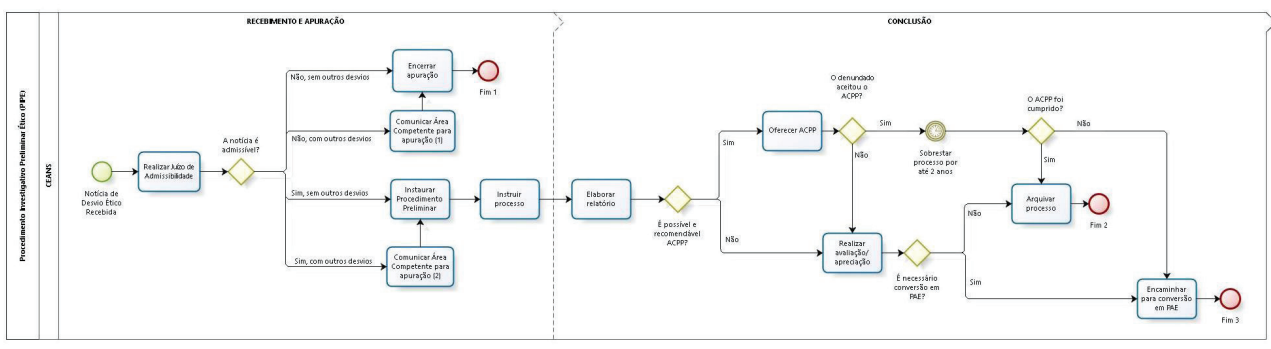 Procedimento Investigativo Preliminar Ético (PIPE)
CEANS
RECEBIMENTO E APURAÇÃO
CONCLUSÃO
Notícia de
Desvio Ético
Recebida
Realizar Juízo de
Admissibilidade
A notícia é
admissível?
Não, sem outros desvios
Encerrar
apuração
Fim 1
Não, com outros desvios
Comunicar Área
Competente para
apuração (1)
Sim, sem outros desvios
Instaurar
Procedimento
Preliminar
Sim, com outros desvios
Comunicar Área
Competente para
apuração (2)
Instruir
processo
Elaborar
relatório
É possível e
recomendável
ACPP?
Sim
Não
Oferecer ACPP
O denundado
aceitou o
ACPP?
Sim
Não
Sobrestar
processo por
até 2 anos
O ACPP foi
cumprido?
Não
Sim
Realizar
avaliação/
apreciação
É necessário
conversão em
PAE?
Não
Sim
Arquivar
processo
Fim 2
Encaminhar
para conversão
em PAE
Fim 3